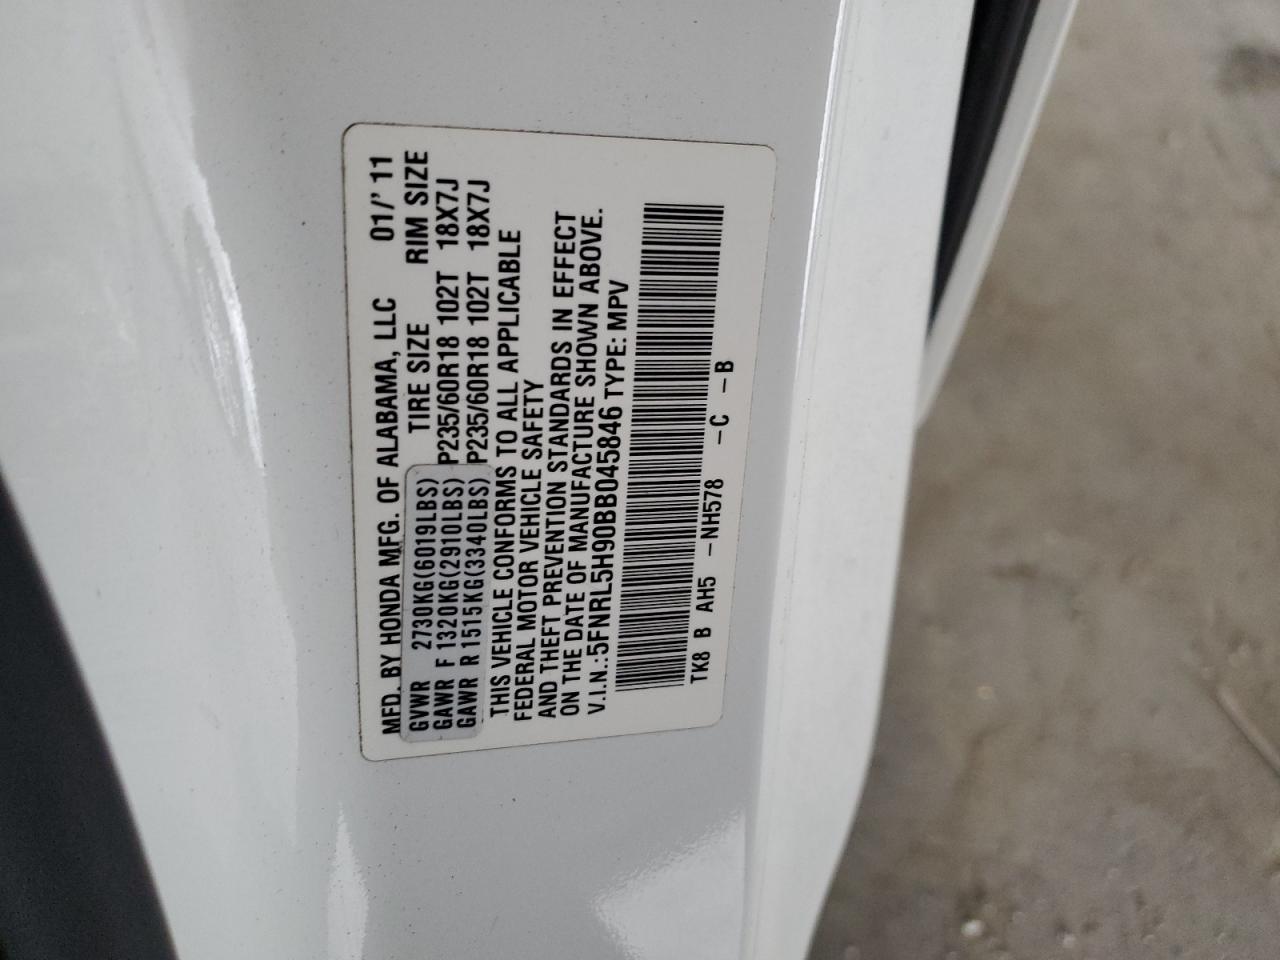 MFD. BY HONDA MFG. OF ALABAMA, LLC 01/'11
GVWR 2730KG(6019LBS) TIRE SIZE RIM SIZE
GAWR F 1320KG(2910LBS) P235/60R18 102T 18X7J
GAWR R 1515KG(3340LBS) P235/60R18 102T 18X7J
THIS VEHICLE CONFORMS TO ALL APPLICABLE
FEDERAL MOTOR VEHICLE SAFETY
AND THEFT PREVENTION STANDARDS IN EFFECT
ON THE DATE OF MANUFACTURE SHOWN ABOVE.
V.I.N.:5FNRL5H90BB045846 TYPE: MPV
TK8 B AH5 -NH578 -C -B